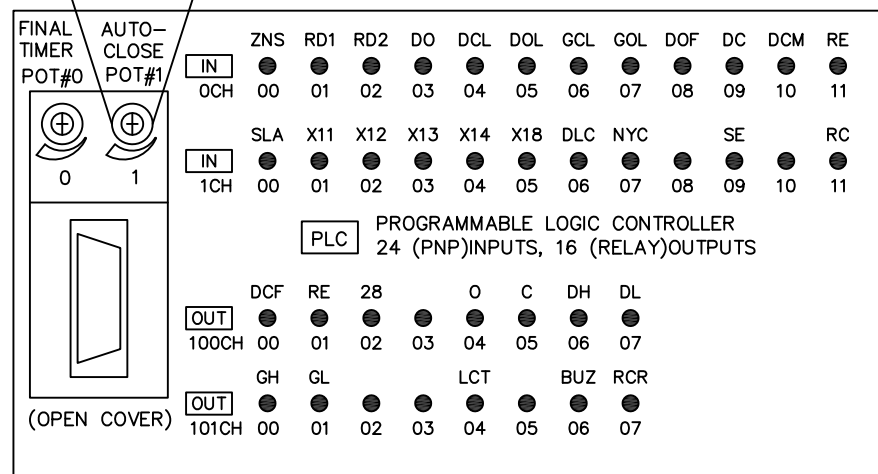 FINAL TIMER POT#0
AUTO-CLOSE POT#1
0 1
(OPEN COVER)
ZNS RD1 RD2 DO DCL DOL GCL GOL DOF DC DCM RE
IN
0CH 00 01 02 03 04 05 06 07 08 09 10 11
SLA X11 X12 X13 X14 X18 DLC NYC SE RC
IN
1CH 00 01 02 03 04 05 06 07 08 09 10 11
PLC
PROGRAMMABLE LOGIC CONTROLLER
24 (PNP)INPUTS, 16 (RELAY)OUTPUTS
DCF RE 28 O C DH DL
OUT
100CH 00 01 02 03 04 05 06 07
GH GL LCT BUZ RCR
OUT
101CH 00 01 02 03 04 05 06 07